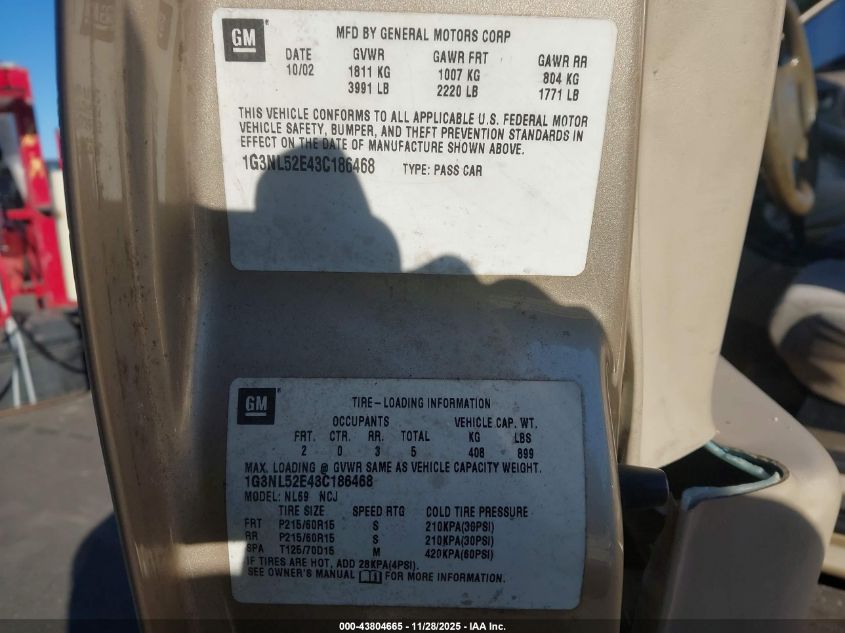 GM
MFD BY GENERAL MOTORS CORP
DATE GVWR GAWR FRT GAWR RR
10/02 1811 KG 1007 KG 804 KG
3991 LB 2220 LB 1771 LB
THIS VEHICLE CONFORMS TO ALL APPLICABLE U.S. FEDERAL MOTOR
VEHICLE SAFETY, BUMPER, AND THEFT PREVENTION STANDARDS IN
EFFECT ON THE DATE OF MANUFACTURE SHOWN ABOVE.
1G3NL52E43C186468 TYPE: PASS CAR
GM
TIRE-LOADING INFORMATION
OCCUPANTS VEHICLE CAP. WT.
FRT. CTR. RR. TOTAL KG LBS
2 0 3 5 408 899
MAX. LOADING @ GVWR SAME AS VEHICLE CAPACITY WEIGHT.
1G3NL52E43C186468
MODEL: NL69 NCJ
TIRE SIZE SPEED RTG COLD TIRE PRESSURE
FRT P215/60R15 S 210KPA(30PSI)
RR P215/60R15 S 210KPA(30PSI)
SPA T125/70D15 M 420KPA(60PSI)
IF TIRES ARE HOT, ADD 28KPA(4PSI).
SEE OWNER'S MANUAL FOR MORE INFORMATION.
000-43804665 - 11/28/2025 - IAA Inc.